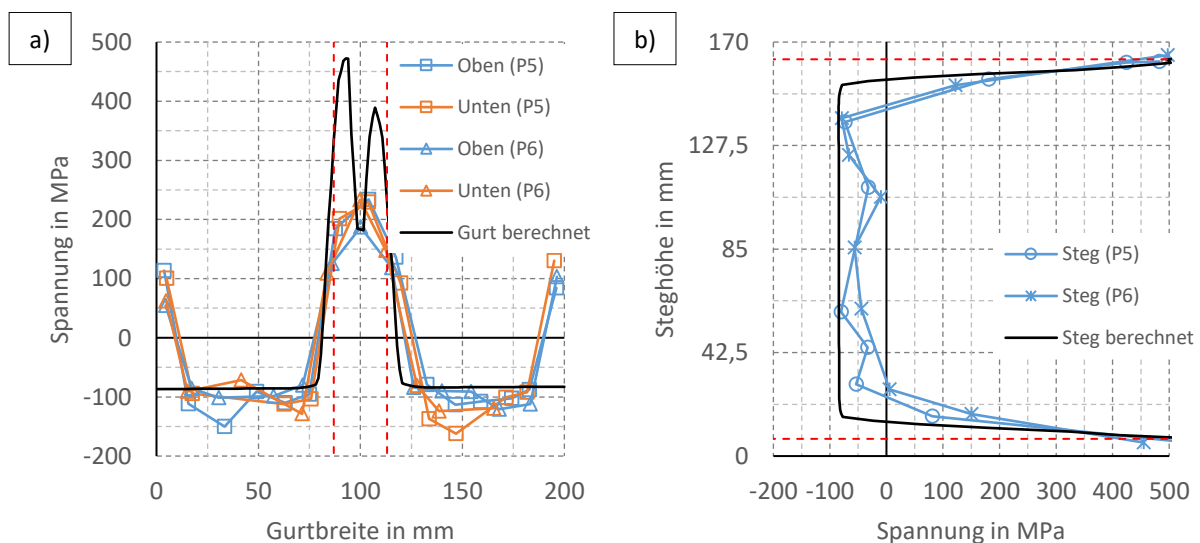 a)
500
400
300
200
100
0
-100
-200
0
50
100
150
200
Spannung in MPa
Gurtbreite in mm
Oben (P5)
Unten (P5)
Oben (P6)
Unten (P6)
Gurt berechnet
b)
170
127,5
85
42,5
0
-200
-100
0
100
200
300
400
500
Steghöhe in mm
Spannung in MPa
Steg (P5)
Steg (P6)
Steg berechnet